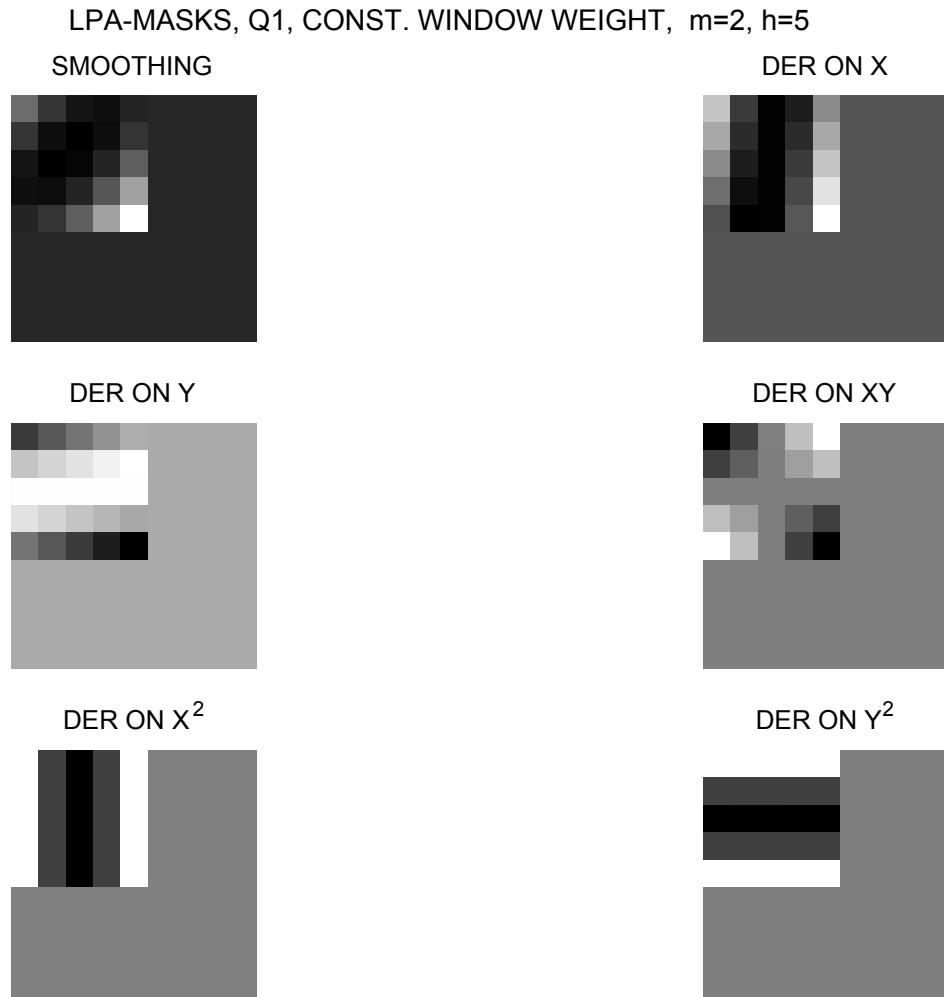 LPA-MASKS, Q1, CONST. WINDOW WEIGHT,  m=2, h=5
SMOOTHING
DER ON X
DER ON Y
DER ON XY
DER ON X²
DER ON Y²